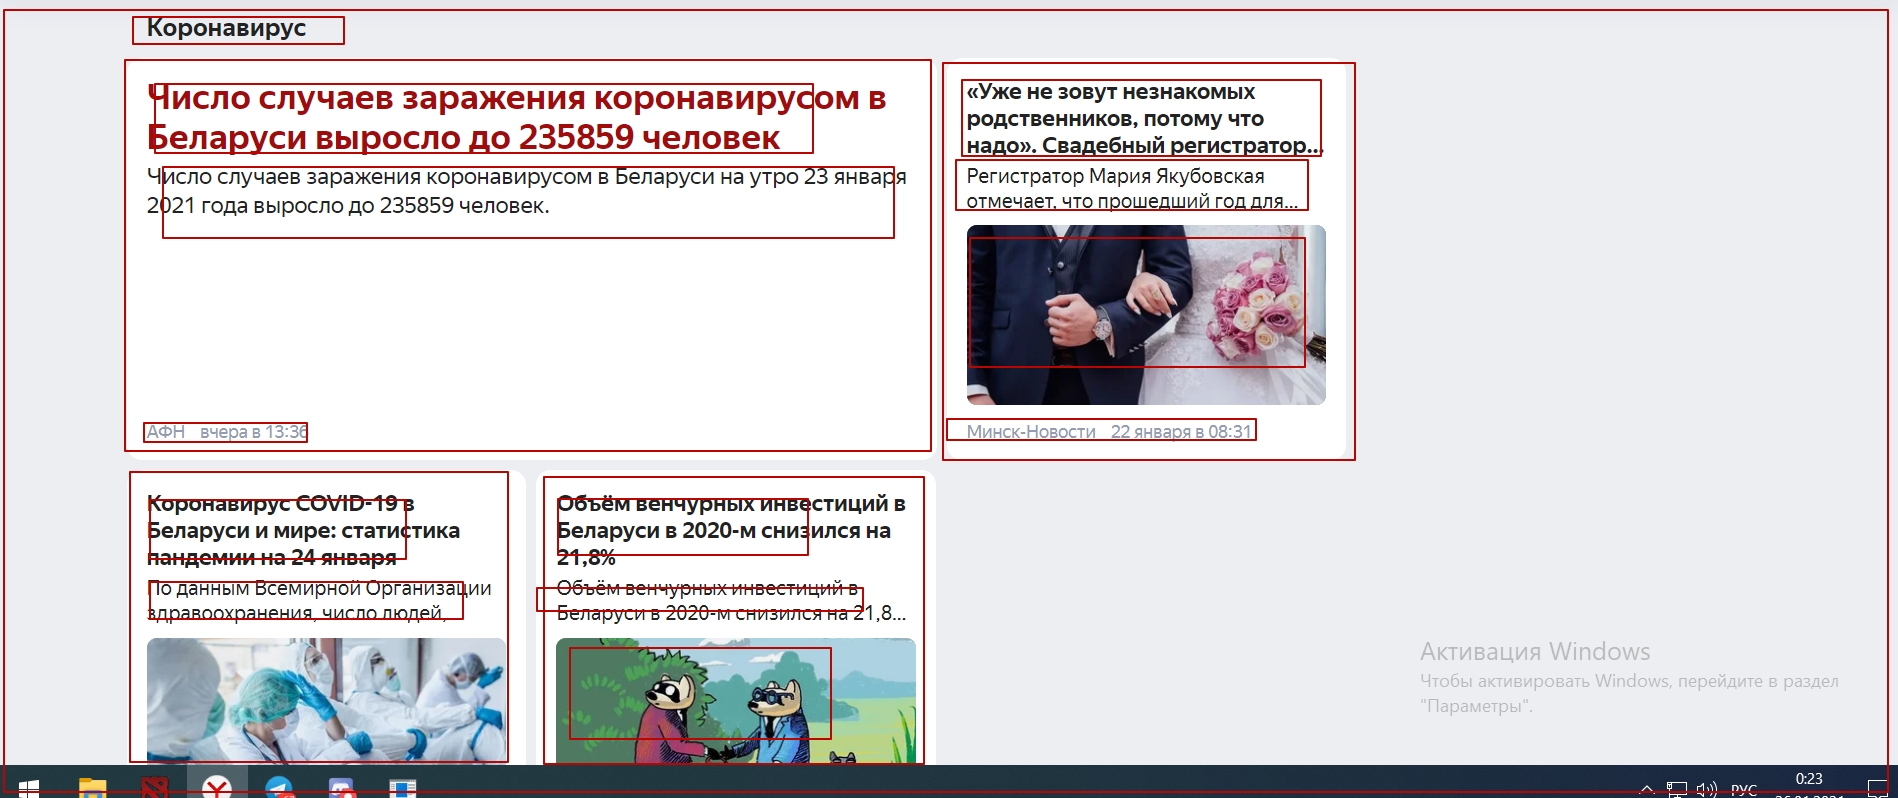 Коронавирус
Число случаев заражения коронавирусом в
Беларуси выросло до 235859 человек
Число случаев заражения коронавирусом в Беларуси на утро 23 января
2021 года выросло до 235859 человек.
АФН вчера в 13:36
«Уже не зовут незнакомых
родственников, потому что
надо». Свадебный регистратор...
Регистратор Мария Якубовская
отмечает, что прошедший год для...
Минск-Новости 22 января в 08:31
Коронавирус COVID-19 в
Беларуси и мире: статистика
пандемии на 24 января
По данным Всемирной Организации
здравоохранения, число людей,
Объём венчурных инвестиций в
Беларуси в 2020-м снизился на
21,8%
Объём венчурных инвестиций в
Беларуси в 2020-м снизился на 21,8...
Активация Windows
Чтобы активировать Windows, перейдите в раздел
"Параметры".
РУС
0:23